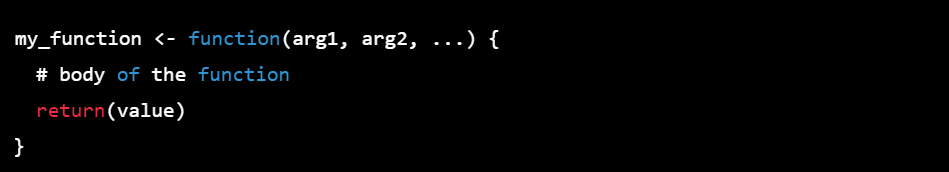 my_function <- function(arg1, arg2, ...) {
  # body of the function
  return(value)
}